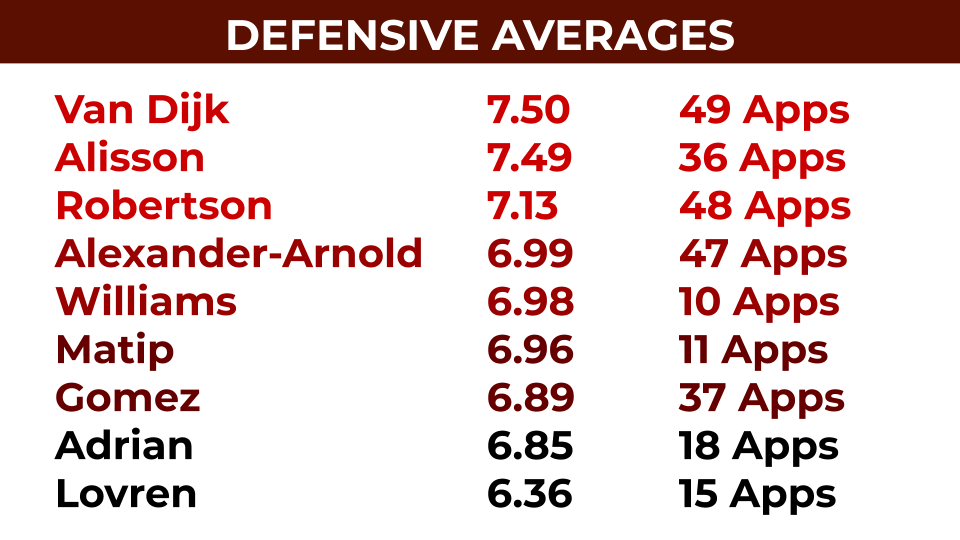 DEFENSIVE AVERAGES
Van Dijk 7.50 49 Apps
Alisson 7.49 36 Apps
Robertson 7.13 48 Apps
Alexander-Arnold 6.99 47 Apps
Williams 6.98 10 Apps
Matip 6.96 11 Apps
Gomez 6.89 37 Apps
Adrian 6.85 18 Apps
Lovren 6.36 15 Apps